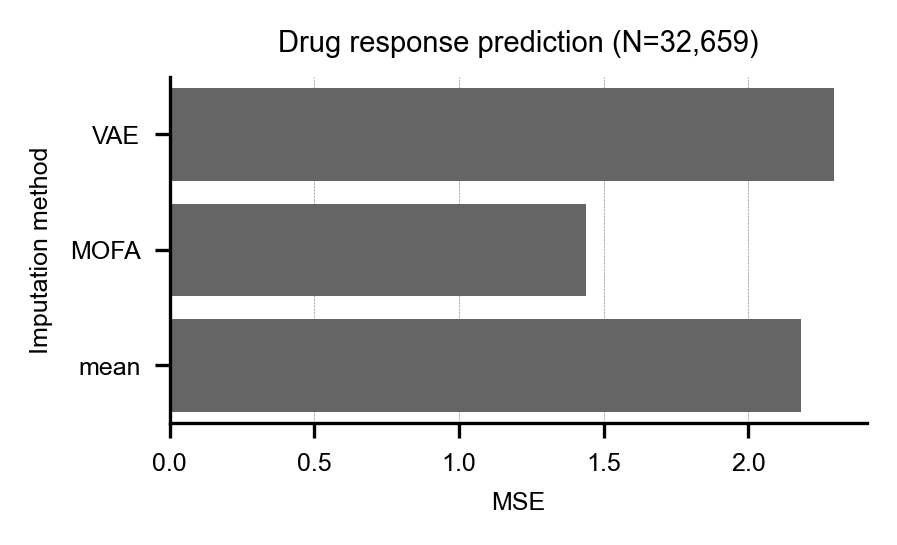 Drug response prediction (N=32,659)
Imputation method
VAE
MOFA
mean
0.0 0.5 1.0 1.5 2.0
MSE